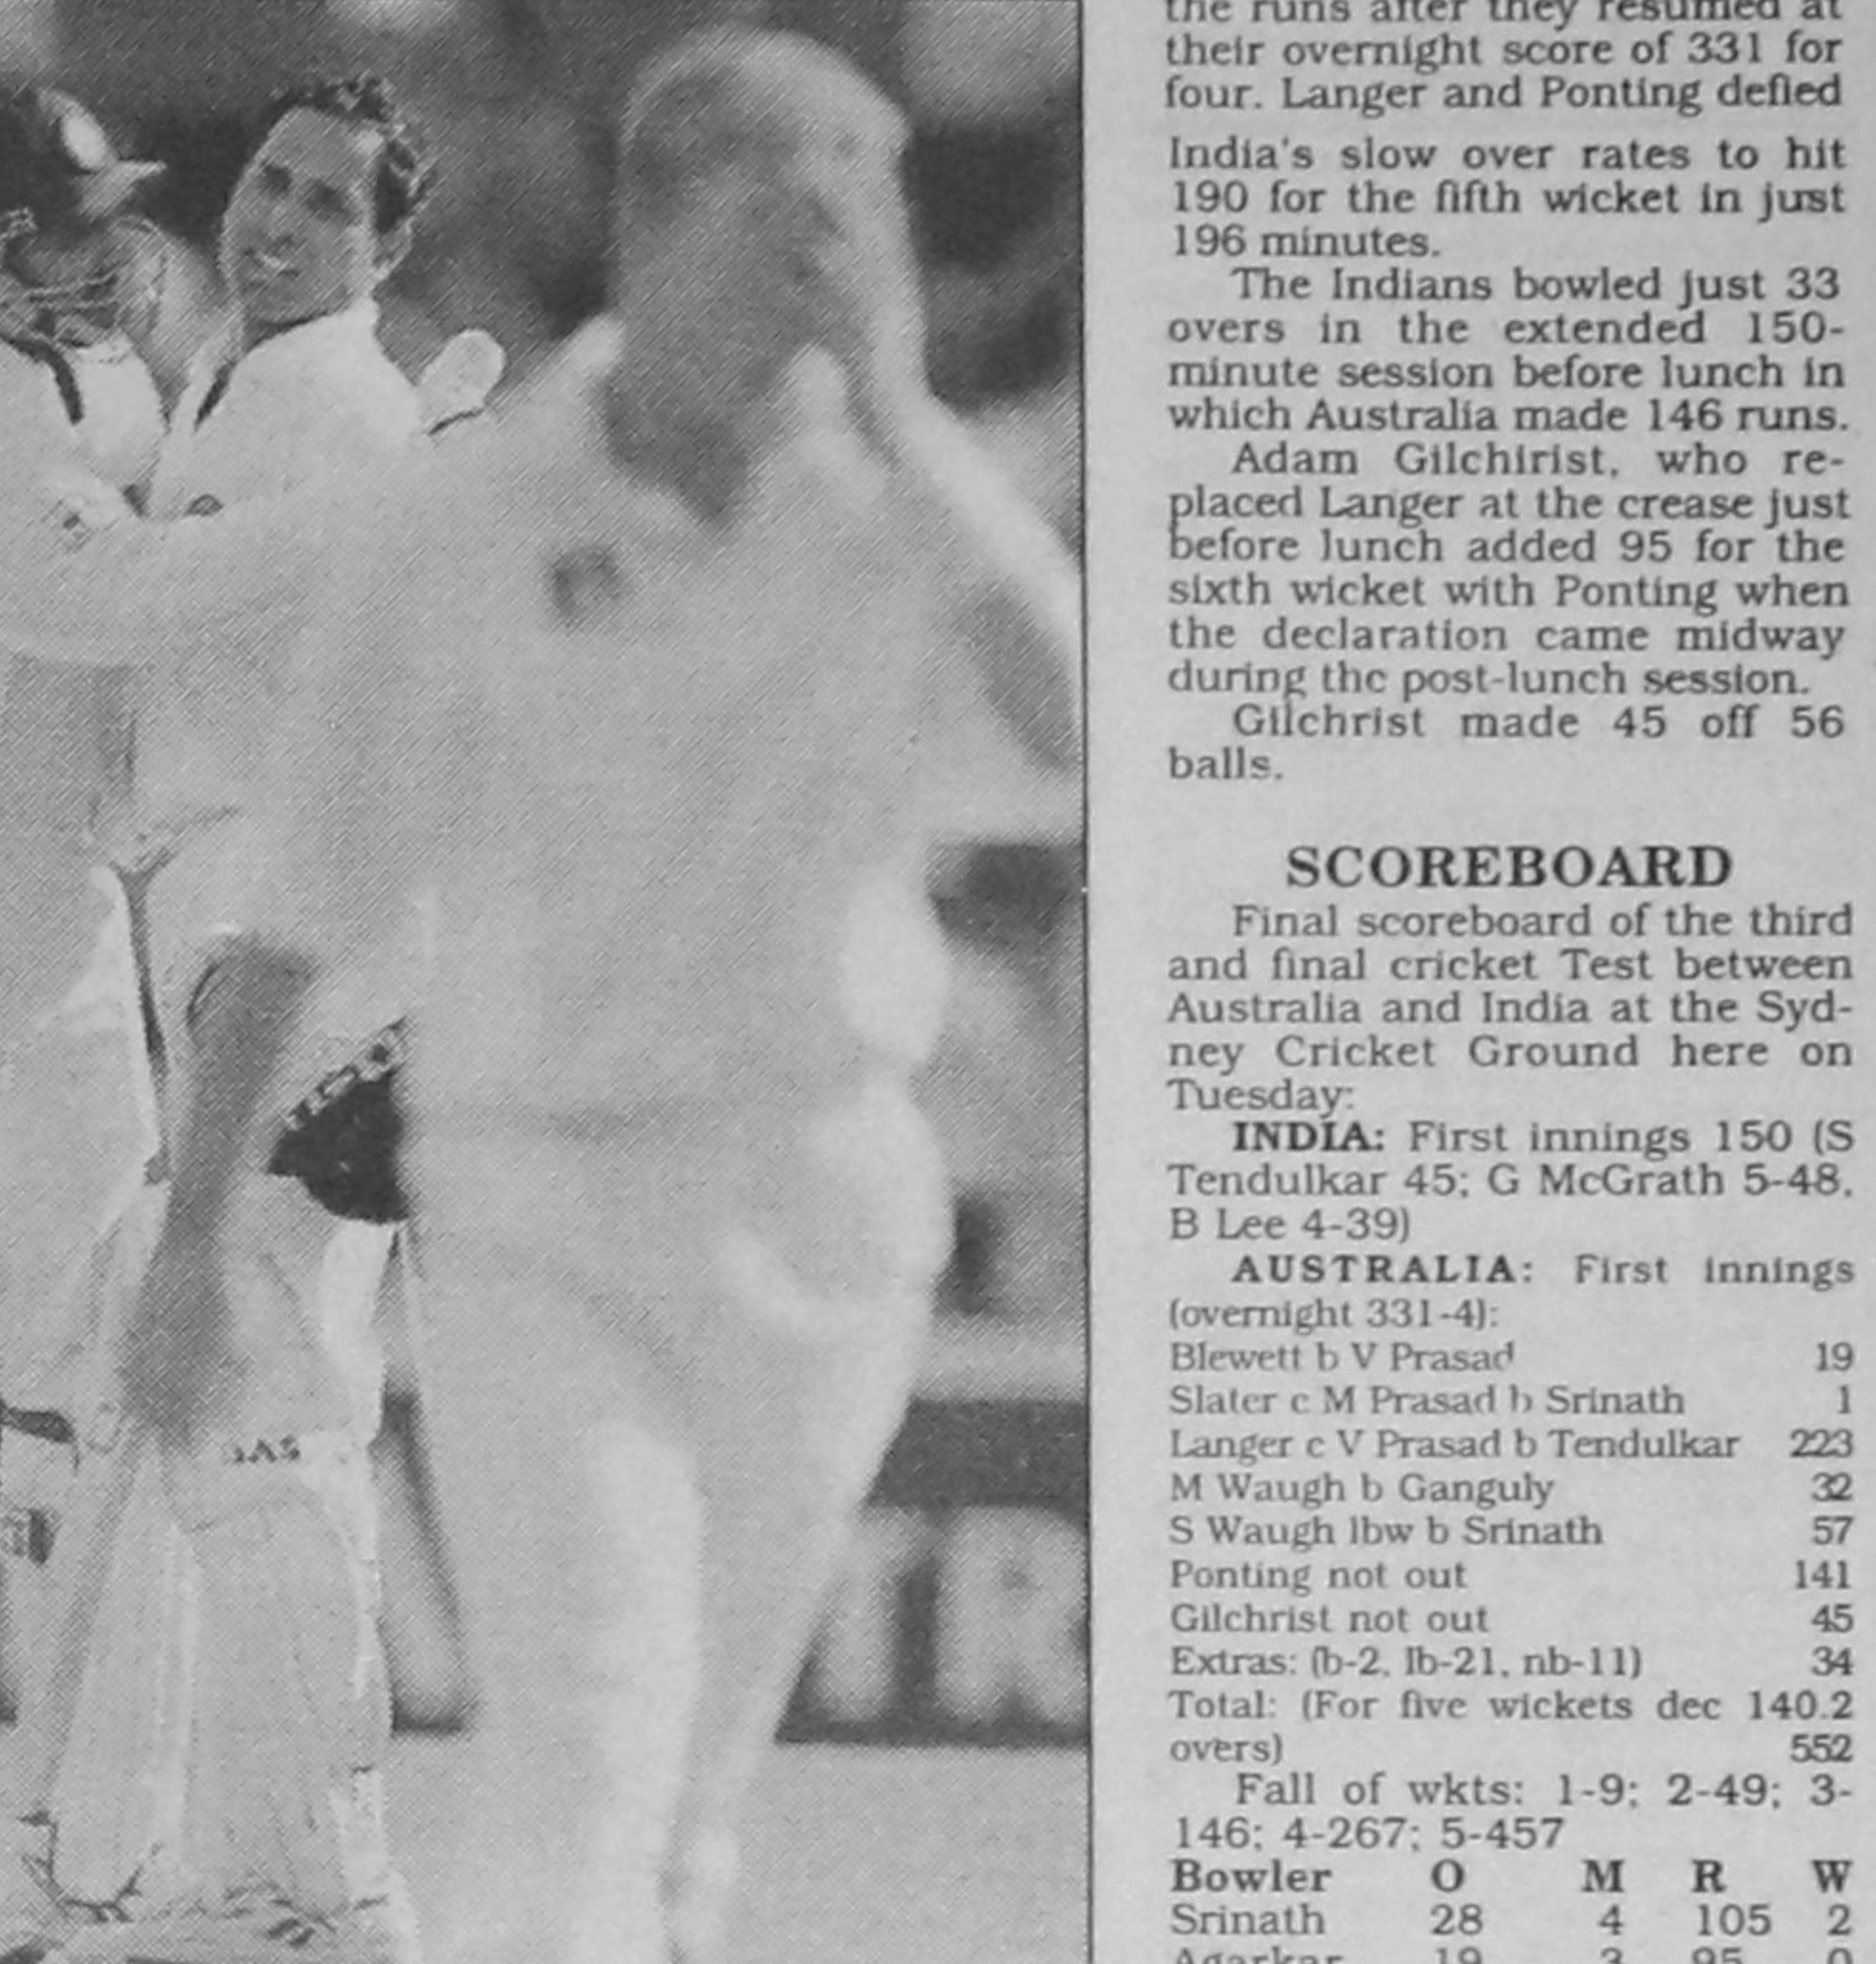 the runs after they resumed at
their overnight score of 331 for
four. Langer and Ponting defied
India's slow over rates to hit
190 for the fifth wicket in just
196 minutes.
The Indians bowled just 33
overs in the extended 150-
minute session before lunch in
which Australia made 146 runs.
Adam Gilchirist, who re-
placed Langer at the crease just
before lunch added 95 for the
sixth wicket with Ponting when
the declaration came midway
during the post-lunch session.
Gilchrist made 45 off 56
balls.
SCOREBOARD
Final scoreboard of the third
and final cricket Test between
Australia and India at the Syd-
ney Cricket Ground here on
Tuesday:
INDIA: First innings 150 (S
Tendulkar 45; G McGrath 5-48,
B Lee 4-39)
AUSTRALIA: First innings
(overnight 331-4):
Blewett b V Prasad 19
Slater c M Prasad b Srinath 1
Langer c V Prasad b Tendulkar 223
M Waugh b Ganguly 32
S Waugh lbw b Srinath 57
Ponting not out 141
Gilchrist not out 45
Extras: (b-2, lb-21, nb-11) 34
Total: (For five wickets dec 140.2
overs) 552
Fall of wkts: 1-9; 2-49; 3-
146; 4-267; 5-457
Bowler O M R W
Srinath 28 4 105 2
Agarkar 19 3 95 0